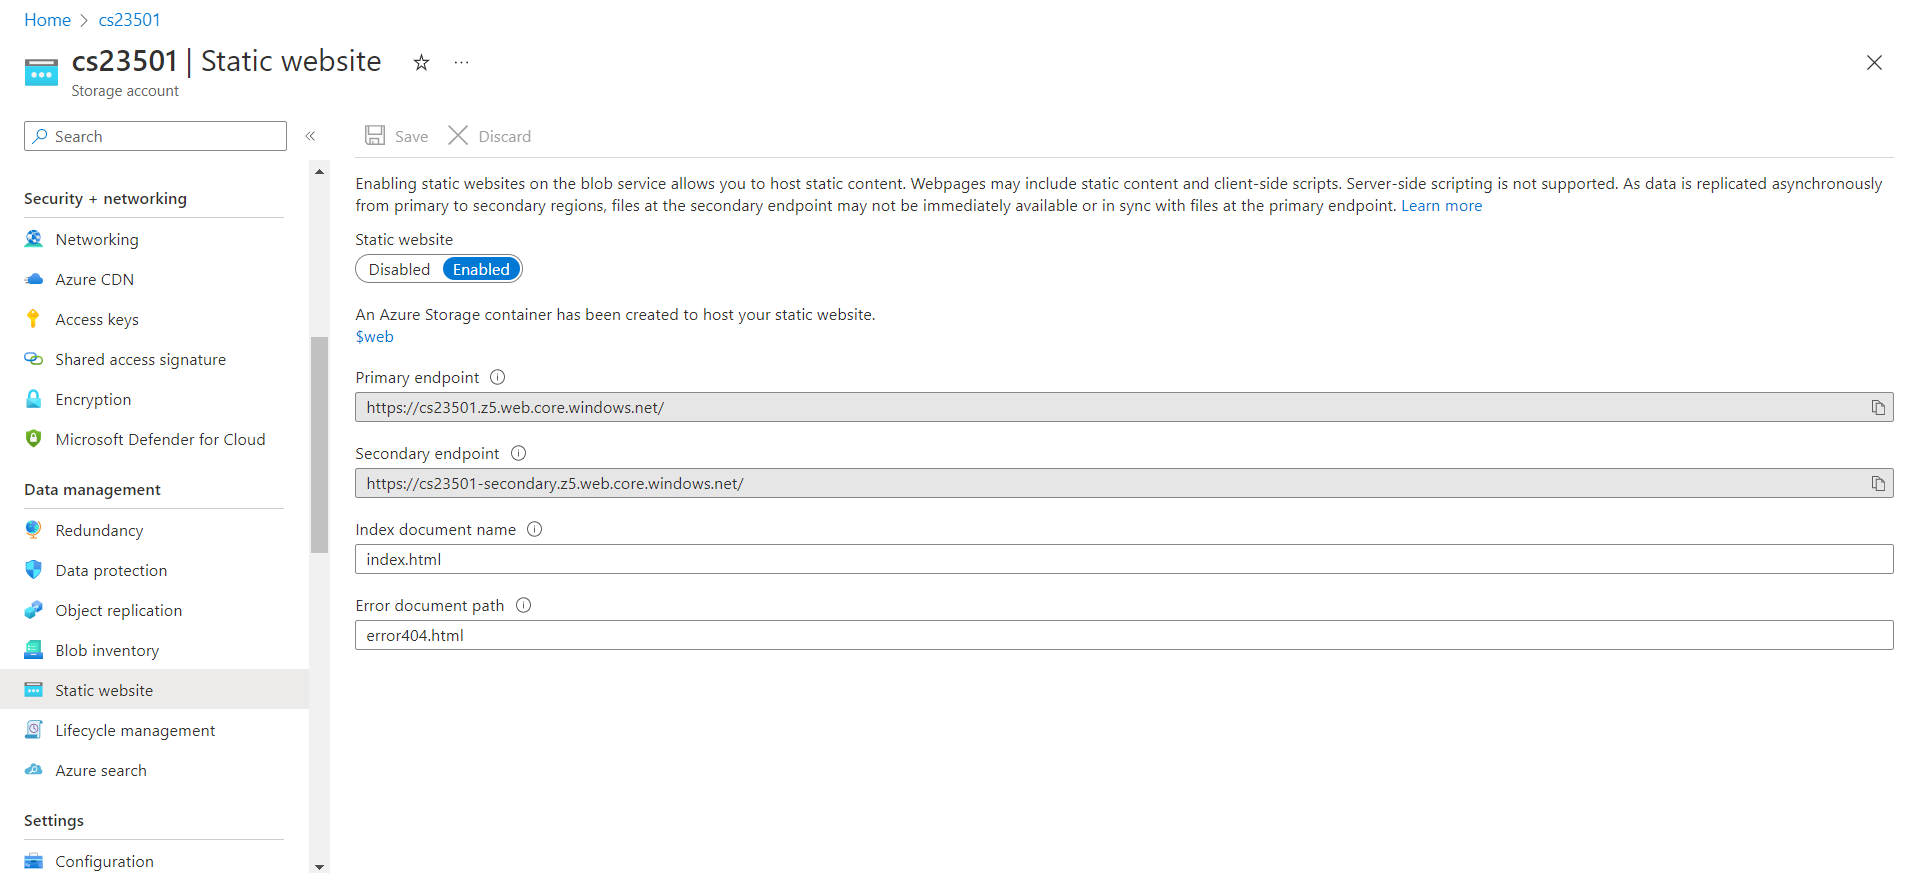 Home > cs23501
cs23501 | Static website ☆ ···
Storage account
Search «
Security + networking
Networking
Azure CDN
Access keys
Shared access signature
Encryption
Microsoft Defender for Cloud
Data management
Redundancy
Data protection
Object replication
Blob inventory
Static website
Lifecycle management
Azure search
Settings
Configuration
Save Discard
Enabling static websites on the blob service allows you to host static content. Webpages may include static content and client-side scripts. Server-side scripting is not supported. As data is replicated asynchronously
from primary to secondary regions, files at the secondary endpoint may not be immediately available or in sync with files at the primary endpoint. Learn more
Static website
Disabled Enabled
An Azure Storage container has been created to host your static website.
$web
Primary endpoint
https://cs23501.z5.web.core.windows.net/
Secondary endpoint
https://cs23501-secondary.z5.web.core.windows.net/
Index document name
index.html
Error document path
error404.html